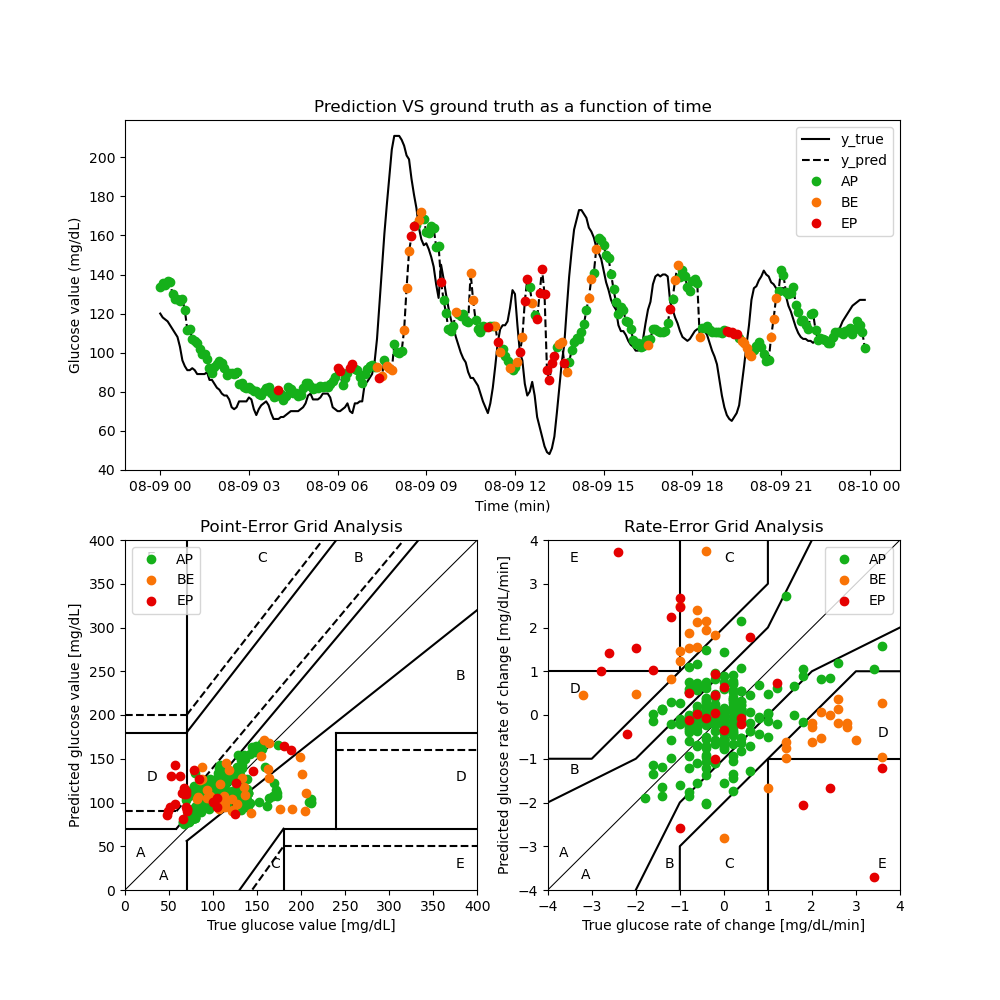 Prediction VS ground truth as a function of time
Glucose value (mg/dL)
200
180
160
140
120
100
80
60
40
y_true
y_pred
AP
BE
EP
08-09 00 08-09 03 08-09 06 08-09 09 08-09 12 08-09 15 08-09 18 08-09 21 08-10 00
Time (min)
Point-Error Grid Analysis
Predicted glucose value [mg/dL]
400
350
300
250
200
150
100
50
0
AP
BE
EP
C B
B
D D
A
A C E
0 50 100 150 200 250 300 350 400
True glucose value [mg/dL]
Rate-Error Grid Analysis
Predicted glucose rate of change [mg/dL/min]
4
3
2
1
0
−1
−2
−3
−4
AP
BE
EP
E C
D
D
B
A
A B C E
−4 −3 −2 −1 0 1 2 3 4
True glucose rate of change [mg/dL/min]